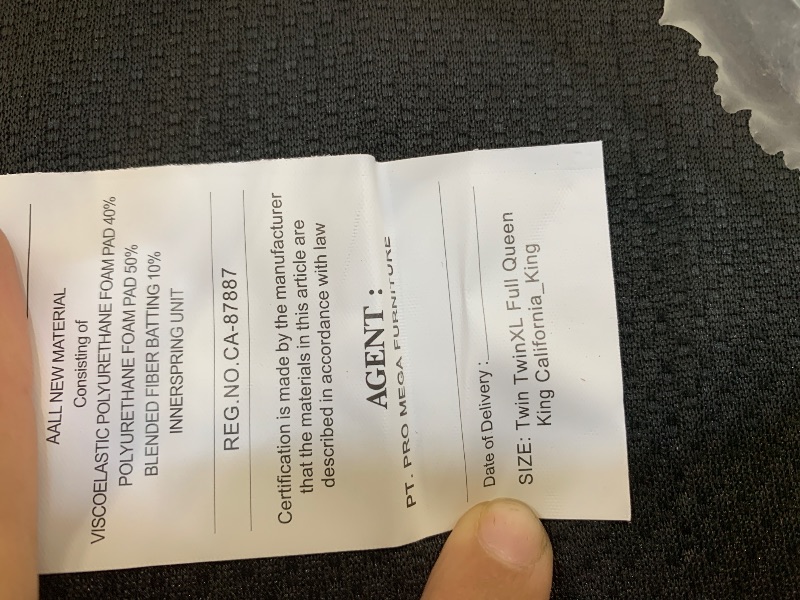 AALL NEW MATERIAL
Consisting of
VISCOELASTIC POLYURETHANE FOAM PAD 40%
POLYURETHANE FOAM PAD 50%
BLENDED FIBER BATTING 10%
INNERSPRING UNIT
REG.NO.CA-87887
Certification is made by the manufacturer
that the materials in this article are
described in accordance with law
AGENT :
PT. PRO MEGA FURNITURE
Date of Delivery :
SIZE: Twin TwinXL Full Queen
King California_King